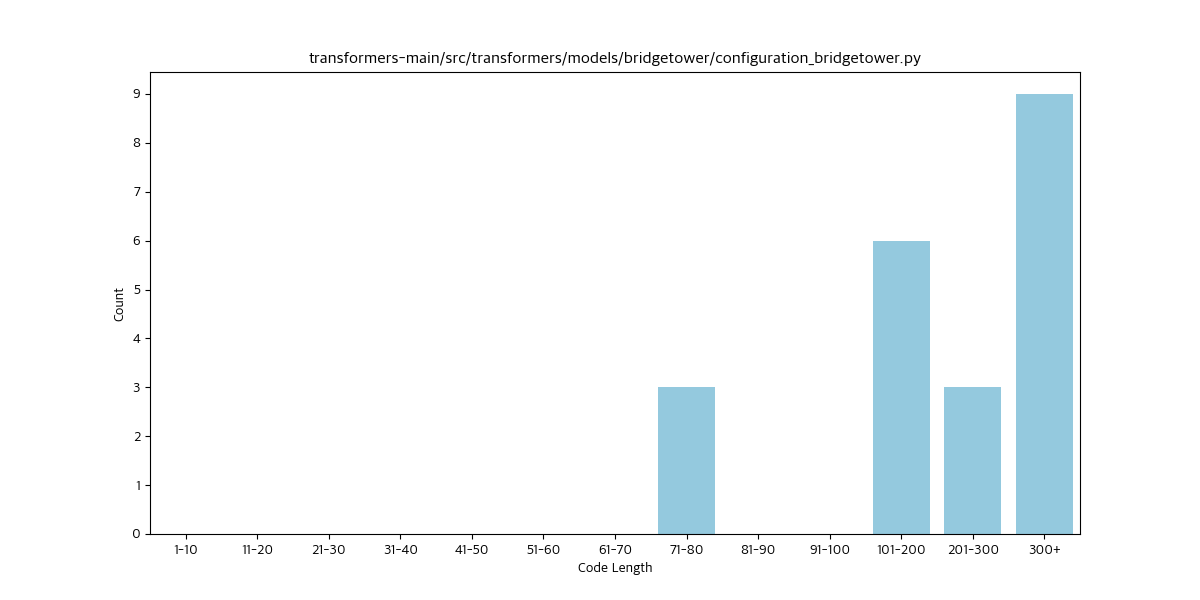 transformers-main/src/transformers/models/bridgetower/configuration_bridgetower.py
9
8
7
6
5
4
3
2
1
0
Count
1-10 11-20 21-30 31-40 41-50 51-60 61-70 71-80 81-90 91-100 101-200 201-300 300+
Code Length